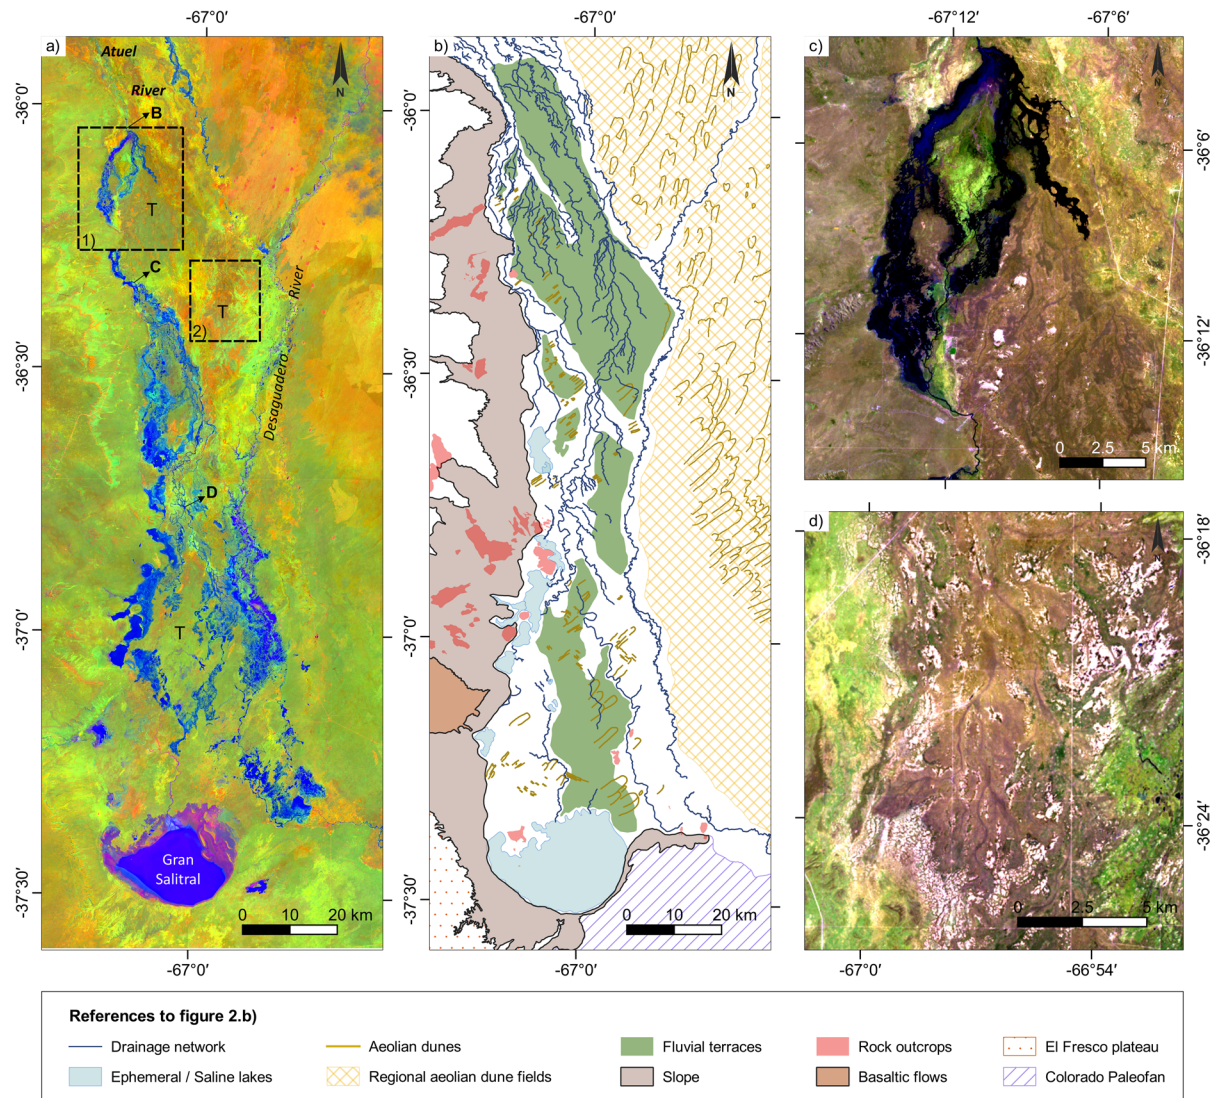 -67°0'
-67°0'
-67°12'
-67°6'
a)
Atuel
River
N
B
T
1)
C
T
2)
River
Desaguadero
D
T
Gran
Salitral
0 10 20 km
-36°0'
-36°30'
-37°0'
-37°30'
-67°0'
b)
N
0 10 20 km
-36°0'
-36°30'
-37°0'
-37°30'
-67°0'
c)
N
0 2.5 5 km
-36°6'
-36°12'
d)
N
0 2.5 5 km
-36°18'
-36°24'
-67°0'
-66°54'
References to figure 2.b)
Drainage network
Aeolian dunes
Fluvial terraces
Rock outcrops
El Fresco plateau
Ephemeral / Saline lakes
Regional aeolian dune fields
Slope
Basaltic flows
Colorado Paleofan